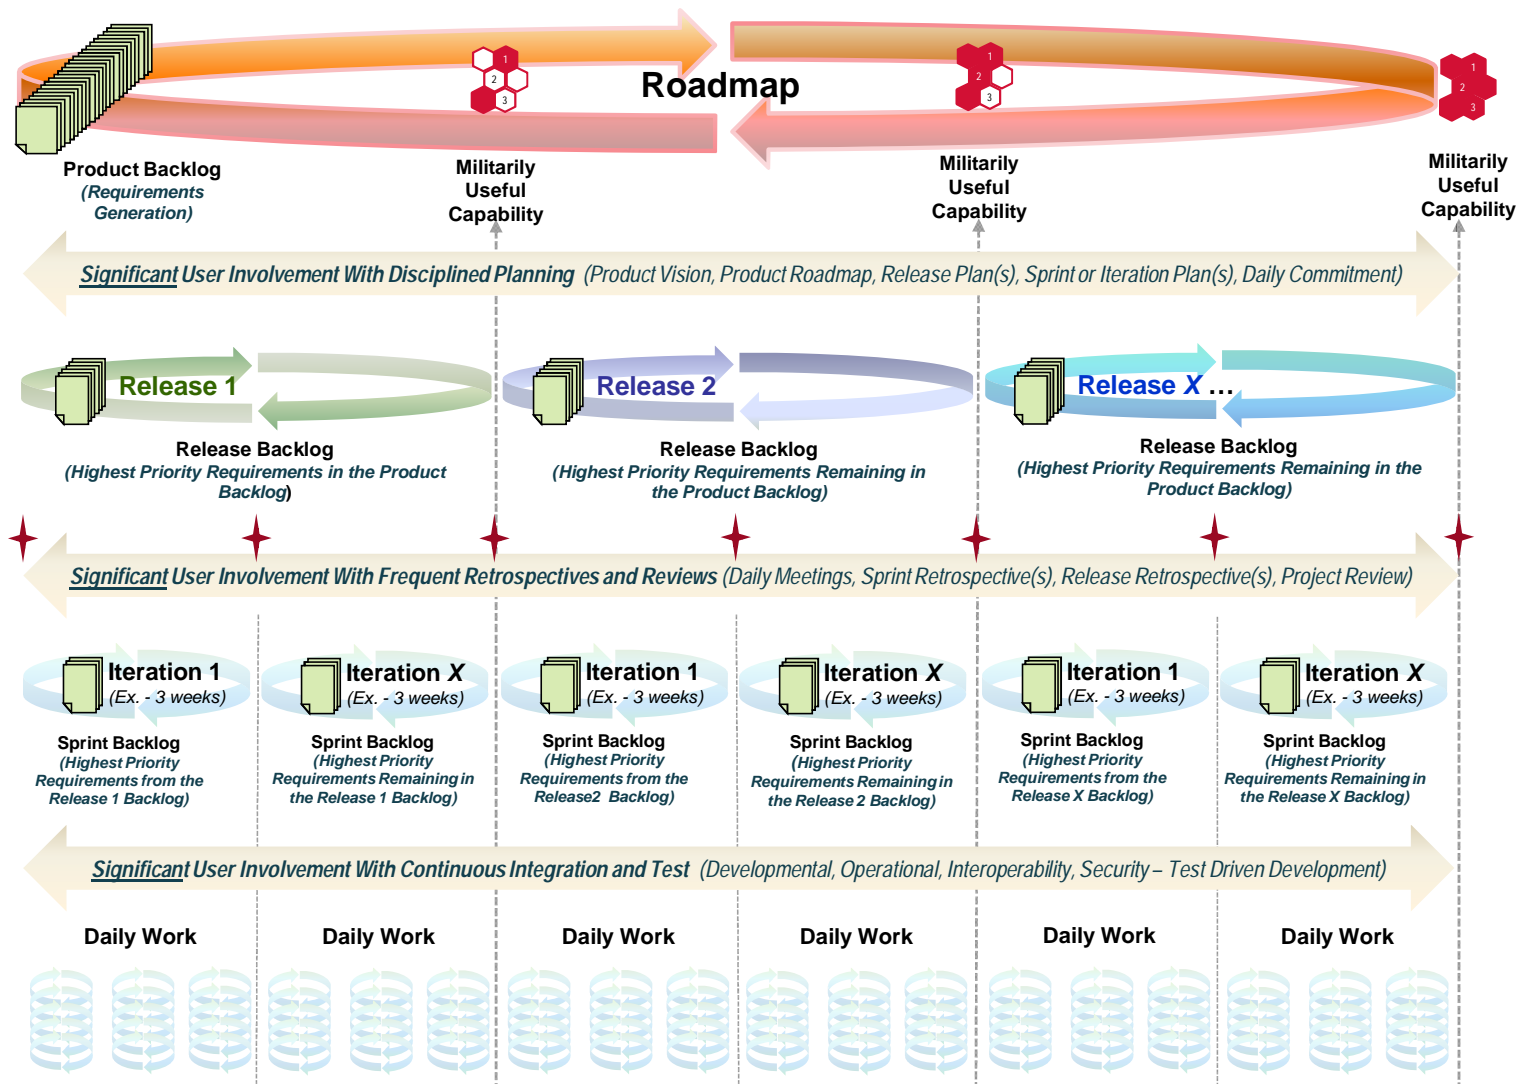 1
2
3
Roadmap
1
2
3
1
2
3
Product Backlog
(Requirements
Generation)
Militarily
Useful
Capability
Militarily
Useful
Capability
Militarily
Useful
Capability
Significant User Involvement With Disciplined Planning (Product Vision, Product Roadmap, Release Plan(s), Sprint or Iteration Plan(s), Daily Commitment)
Release 1
Release 2
Release X ...
Release Backlog
(Highest Priority Requirements in the Product
Backlog)
Release Backlog
(Highest Priority Requirements Remaining in
the Product Backlog)
Release Backlog
(Highest Priority Requirements Remaining in the
Product Backlog)
Significant User Involvement With Frequent Retrospectives and Reviews (Daily Meetings, Sprint Retrospective(s), Release Retrospective(s), Project Review)
Iteration 1
(Ex. - 3 weeks)
Iteration X
(Ex. - 3 weeks)
Iteration 1
(Ex. - 3 weeks)
Iteration X
(Ex. - 3 weeks)
Iteration 1
(Ex. - 3 weeks)
Iteration X
(Ex. - 3 weeks)
Sprint Backlog
(Highest Priority
Requirements from the
Release 1 Backlog)
Sprint Backlog
(Highest Priority
Requirements Remaining in
the Release 1 Backlog)
Sprint Backlog
(Highest Priority
Requirements from the
Release2 Backlog)
Sprint Backlog
(Highest Priority
Requirements Remaining in
the Release 2 Backlog)
Sprint Backlog
(Highest Priority
Requirements from the
Release X Backlog)
Sprint Backlog
(Highest Priority
Requirements Remaining in
the Release X Backlog)
Significant User Involvement With Continuous Integration and Test (Developmental, Operational, Interoperability, Security – Test Driven Development)
Daily Work
Daily Work
Daily Work
Daily Work
Daily Work
Daily Work